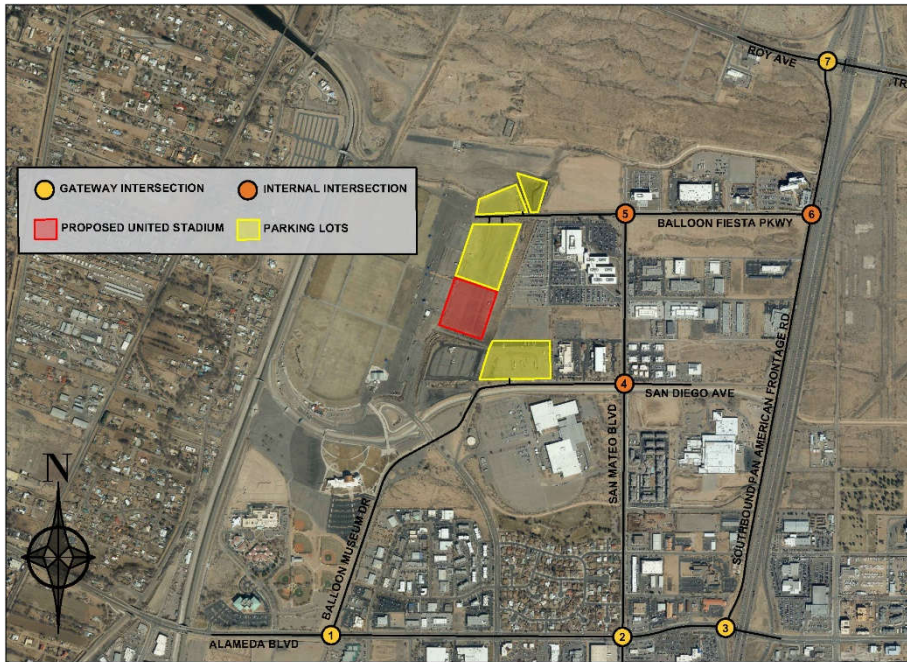 ROY AVE
7
TR
GATEWAY INTERSECTION
INTERNAL INTERSECTION
PROPOSED UNITED STADIUM
PARKING LOTS
5
6
BALLOON FIESTA PKWY
4
SAN DIEGO AVE
SAN MATEO BLVD
SOUTHBOUND PAN AMERICAN FRONTAGE RD
N
BALLOON MUSEUM DR
1
2
3
ALAMEDA BLVD